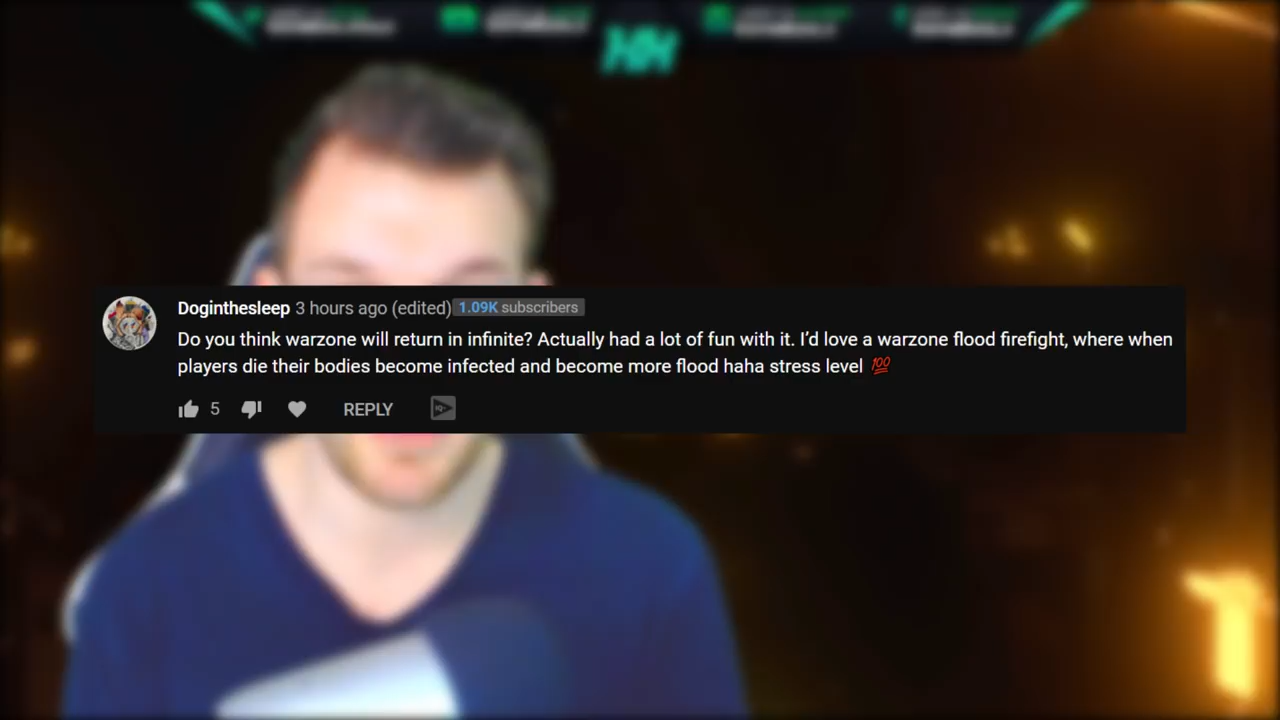 HH
Doginthesleep 3 hours ago (edited) 1.09K subscribers
Do you think warzone will return in infinite? Actually had a lot of fun with it. I'd love a warzone flood firefight, where when
players die their bodies become infected and become more flood haha stress level 💯
5 REPLY